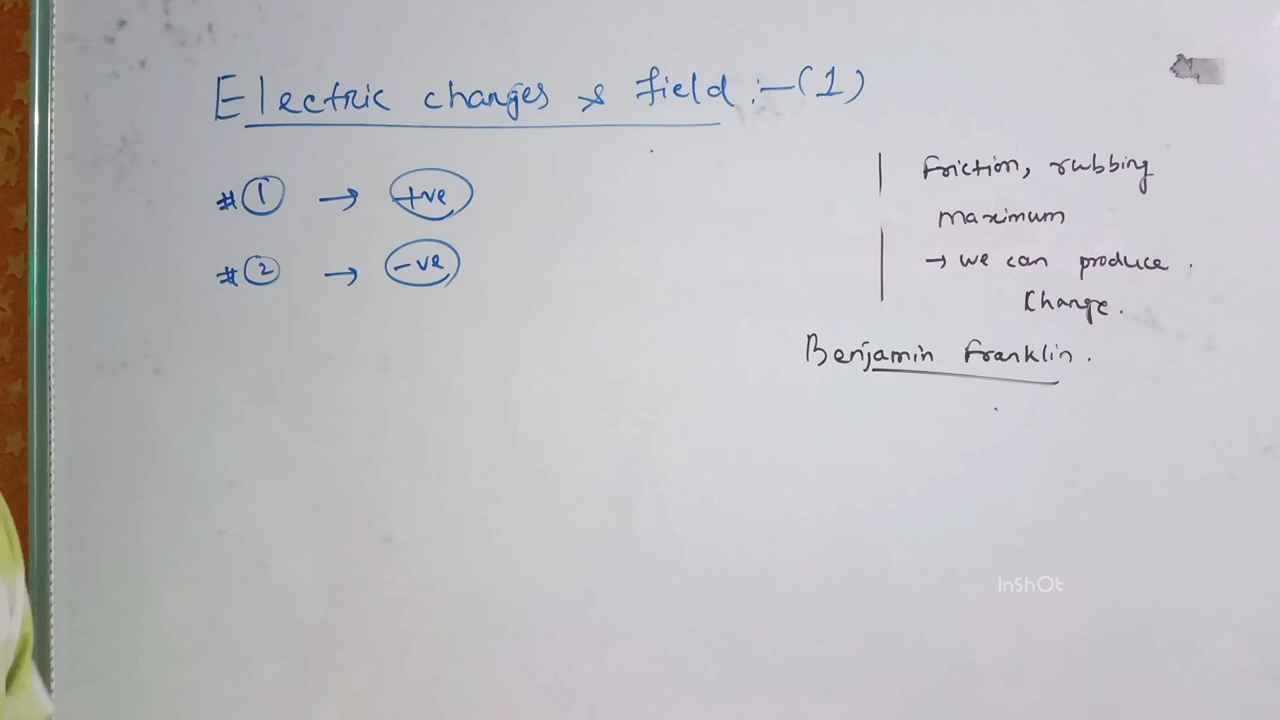 Electric charges & field :- (1)
# 1 → +ve
# 2 → -ve
Friction, rubbing
maximum
→ we can produce.
Charge.
Benjamin Franklin.
InShOt